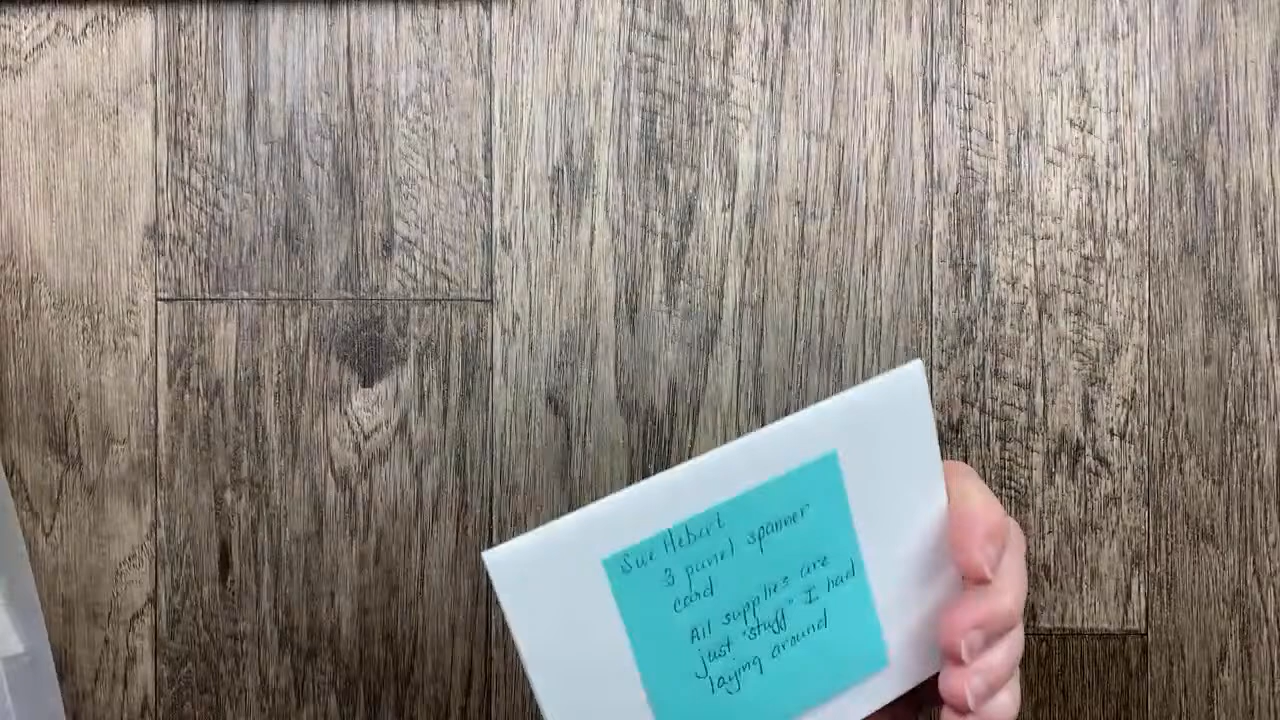 Sue Hebert
3 panel spanner
card
All supplies are
just "stuff" I had
laying around